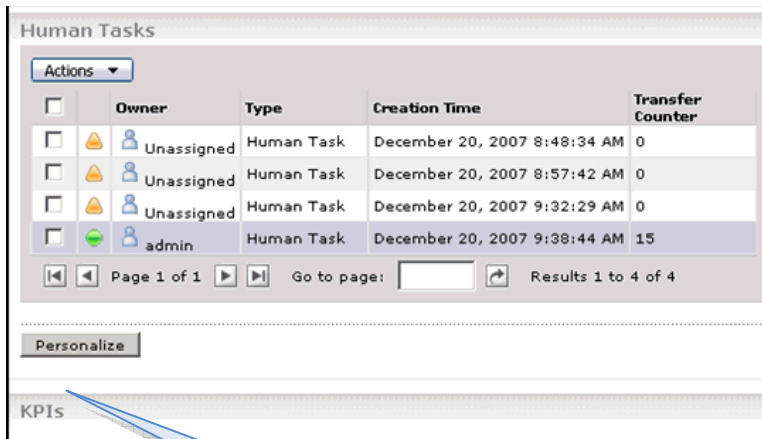 Human Tasks
Actions
Owner Type Creation Time Transfer Counter
Unassigned Human Task December 20, 2007 8:48:34 AM 0
Unassigned Human Task December 20, 2007 8:57:42 AM 0
Unassigned Human Task December 20, 2007 9:32:29 AM 0
admin Human Task December 20, 2007 9:38:44 AM 15
Page 1 of 1 Go to page: Results 1 to 4 of 4
Personalize
KPIs